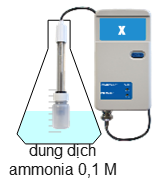 X
dung dịch
ammonia 0,1 M